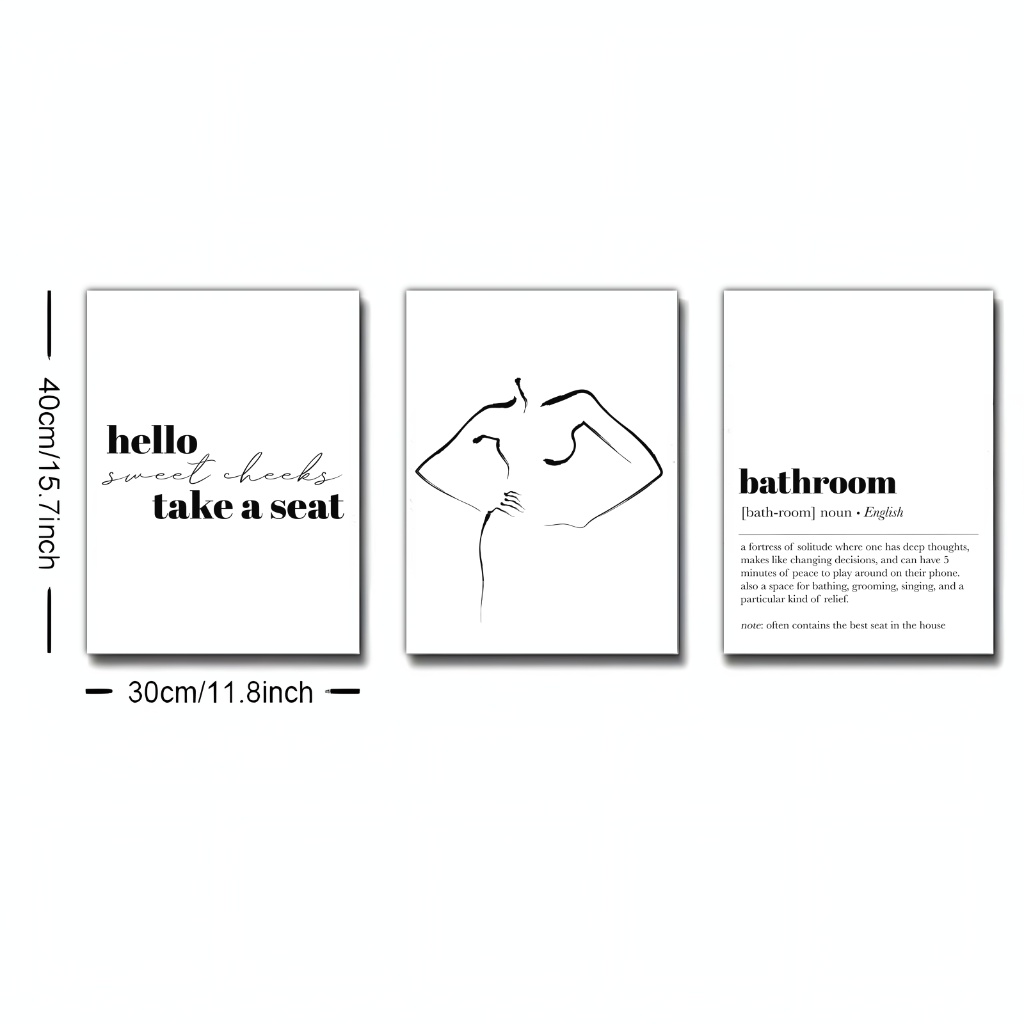 40cm/15.7inch
hello
sweet cheeks
take a seat
30cm/11.8inch
bathroom
[bath-room] noun • English
a fortress of solitude where one has deep thoughts,
makes like changing decisions, and can have 5
minutes of peace to play around on their phone.
also a space for bathing, grooming, singing, and a
particular kind of relief.
note: often contains the best seat in the house